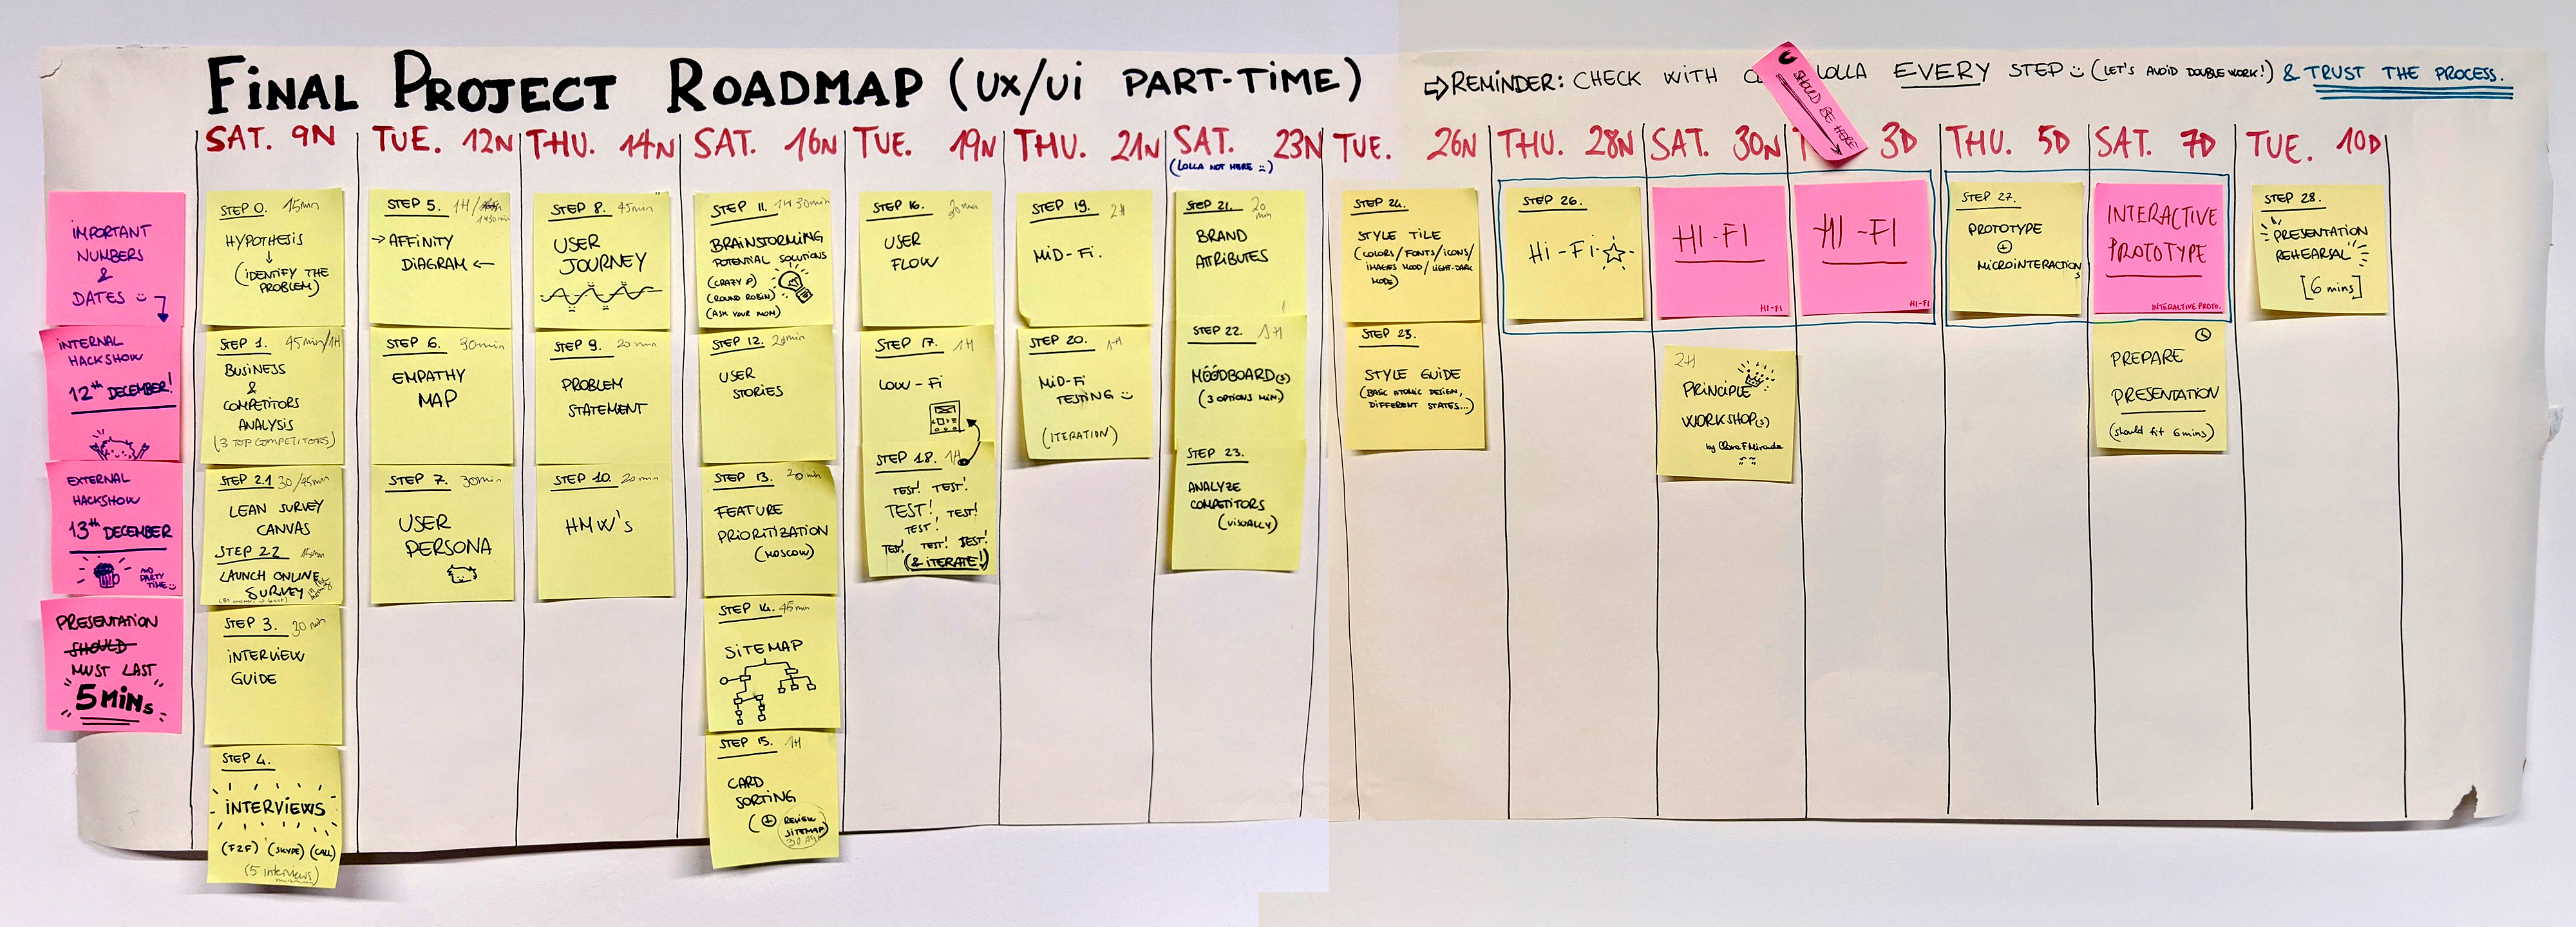 FINAL PROJECT ROADMAP (UX/UI PART-TIME)
⇨REMINDER: CHECK WITH LOLLA EVERY STEP (LET'S AVOID DOUBLE WORK!) & TRUST THE PROCESS.
SHOULD BE HERE
IMPORTANT
NUMBERS
&
DATES
INTERNAL
HACKSHOW
12th DECEMBER!
EXTERNAL
HACKSHOW
13th DECEMBER
AND
PARTY
TIME
PRESENTATION
SHOULD
MUST LAST
5 MINs
SAT. 9N
STEP 0. 15min
HYPOTHESIS
↓
(IDENTIFY THE
PROBLEM)
STEP 1. 45min/1H
BUSINESS
&
COMPETITORS
ANALYSIS
(3 TOP COMPETITORS)
STEP 2.1 30/45min
LEAN SURVEY
CANVAS
STEP 2.2
LAUNCH ONLINE
SURVEY
STEP 3. 30 min
INTERVIEW
GUIDE
STEP 4.
INTERVIEWS
(F2F) (SKYPE) (CALL)
(5 interviews)
TUE. 12N
STEP 5. 1H/
1H30min
→AFFINITY
DIAGRAM←
STEP 6. 30min
EMPATHY
MAP
STEP 7. 30min
USER
PERSONA
THU. 14N
STEP 8. 45min
USER
JOURNEY
STEP 9. 20min
PROBLEM
STATEMENT
STEP 10. 20min
HMW's
SAT. 16N
STEP 11. 1H 30min
BRAINSTORMING
POTENTIAL SOLUTIONS
(CRAZY 8)
(ROUND ROBIN)
(ASK YOUR MOM)
STEP 12. 20min
USER
STORIES
STEP 13. 20min
FEATURE
PRIORITIZATION
(MOSCOW)
STEP 14. 45min
SITEMAP
STEP 15. 1H
CARD
SORTING
(+ REVIEW
SITEMAP)
TUE. 19N
STEP 16. 20min
USER
FLOW
STEP 17. 1H
LOW-FI
STEP 18. 1H
TEST! TEST!
TEST! TEST!
TEST!
TEST! TEST! TEST!
(& ITERATE!)
THU. 21N
STEP 19. 2H
MID-FI.
STEP 20. 1H
MID-FI
TESTING
(ITERATION)
SAT. 23N
(LOLLA NOT HERE :)
STEP 21. 20
min
BRAND
ATTRIBUTES
STEP 22. 1H
MOODBOARD(S)
(3 OPTIONS MIN)
STEP 23.
ANALYZE
COMPETITORS
(VISUALLY)
TUE. 26N
STEP 24.
STYLE TILE
(COLORS/FONTS/ICONS/
IMAGES MOOD/LIGHT-DARK
MODE)
STEP 23.
STYLE GUIDE
(BASIC ATOMIC DESIGN,
DIFFERENT STATES...)
THU. 28N
STEP 26.
HI-FI
SAT. 30N
HI-FI
HI-FI
2H
PRINCIPLE
WORKSHOP(S)
T 3D
HI-FI
HI-FI
THU. 5D
STEP 27.
PROTOTYPE
+
MICROINTERACTIONS
SAT. 7D
INTERACTIVE
PROTOTYPE
INTERACTIVE PROTO.
PREPARE
PRESENTATION
(should fit 6mins)
TUE. 10D
STEP 28.
PRESENTATION
REHEARSAL
[6 mins]